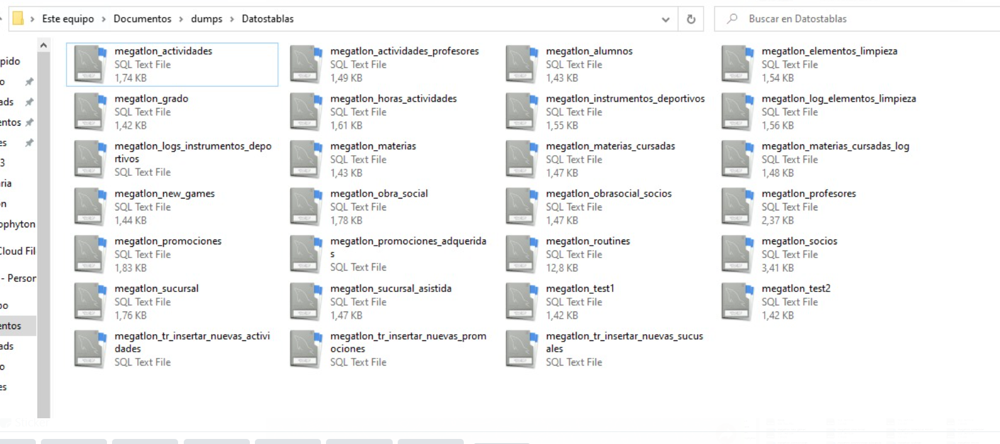 Este equipo > Documentos > dumps > Datostablas
Buscar en Datostablas
pido
o
ads
entos
es
3
ria
on
ophyton
Cloud Fil
- Person
po
entos
ads
o
es
megatlon_actividades
SQL Text File
1,74 KB
megatlon_actividades_profesores
SQL Text File
1,49 KB
megatlon_alumnos
SQL Text File
1,43 KB
megatlon_elementos_limpieza
SQL Text File
1,54 KB
megatlon_grado
SQL Text File
1,42 KB
megatlon_horas_actividades
SQL Text File
1,61 KB
megatlon_instrumentos_deportivos
SQL Text File
1,55 KB
megatlon_log_elementos_limpieza
SQL Text File
1,56 KB
megatlon_logs_instrumentos_depo
rtivos
SQL Text File
megatlon_materias
SQL Text File
1,43 KB
megatlon_materias_cursadas
SQL Text File
1,47 KB
megatlon_materias_cursadas_log
SQL Text File
1,48 KB
megatlon_new_games
SQL Text File
1,44 KB
megatlon_obra_social
SQL Text File
1,78 KB
megatlon_obrasocial_socios
SQL Text File
1,47 KB
megatlon_profesores
SQL Text File
2,37 KB
megatlon_promociones
SQL Text File
1,83 KB
megatlon_promociones_adquerida
s
SQL Text File
megatlon_routines
SQL Text File
12,8 KB
megatlon_socios
SQL Text File
3,41 KB
megatlon_sucursal
SQL Text File
1,76 KB
megatlon_sucursal_asistida
SQL Text File
1,47 KB
megatlon_test1
SQL Text File
1,42 KB
megatlon_test2
SQL Text File
1,42 KB
megatlon_tr_insertar_nuevas_activi
dades
SQL Text File
megatlon_tr_insertar_nuevas_prom
ociones
SQL Text File
megatlon_tr_insertar_nuevas_sucus
ales
SQL Text File